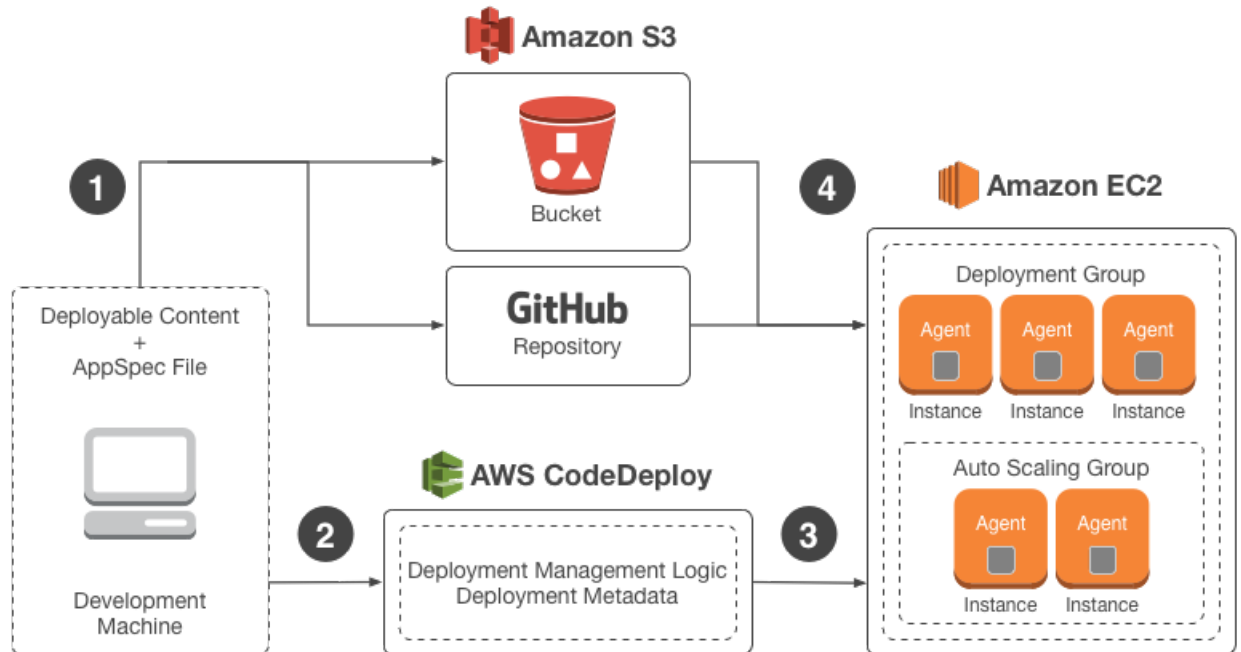 Amazon S3
Bucket
1
4
Amazon EC2
GitHub
Repository
Deployable Content
+
AppSpec File
Development
Machine
2
AWS CodeDeploy
Deployment Management Logic
Deployment Metadata
3
Deployment Group
Agent Agent Agent
Instance Instance Instance
Auto Scaling Group
Agent Agent
Instance Instance